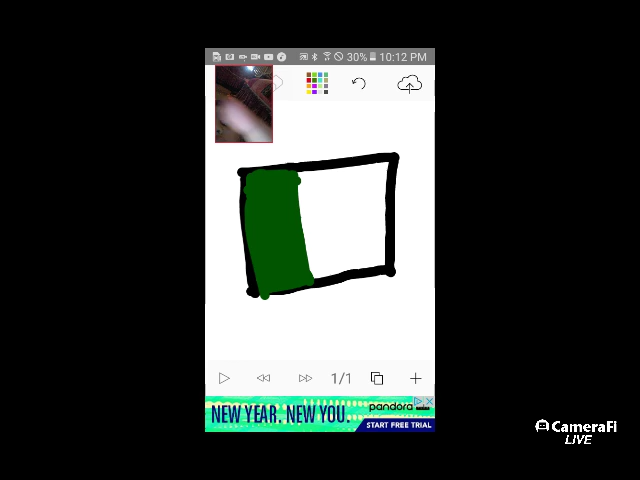 30% 10:12 PM
1/1
NEW YEAR. NEW YOU.
pandora
START FREE TRIAL
CameraFi
LIVE